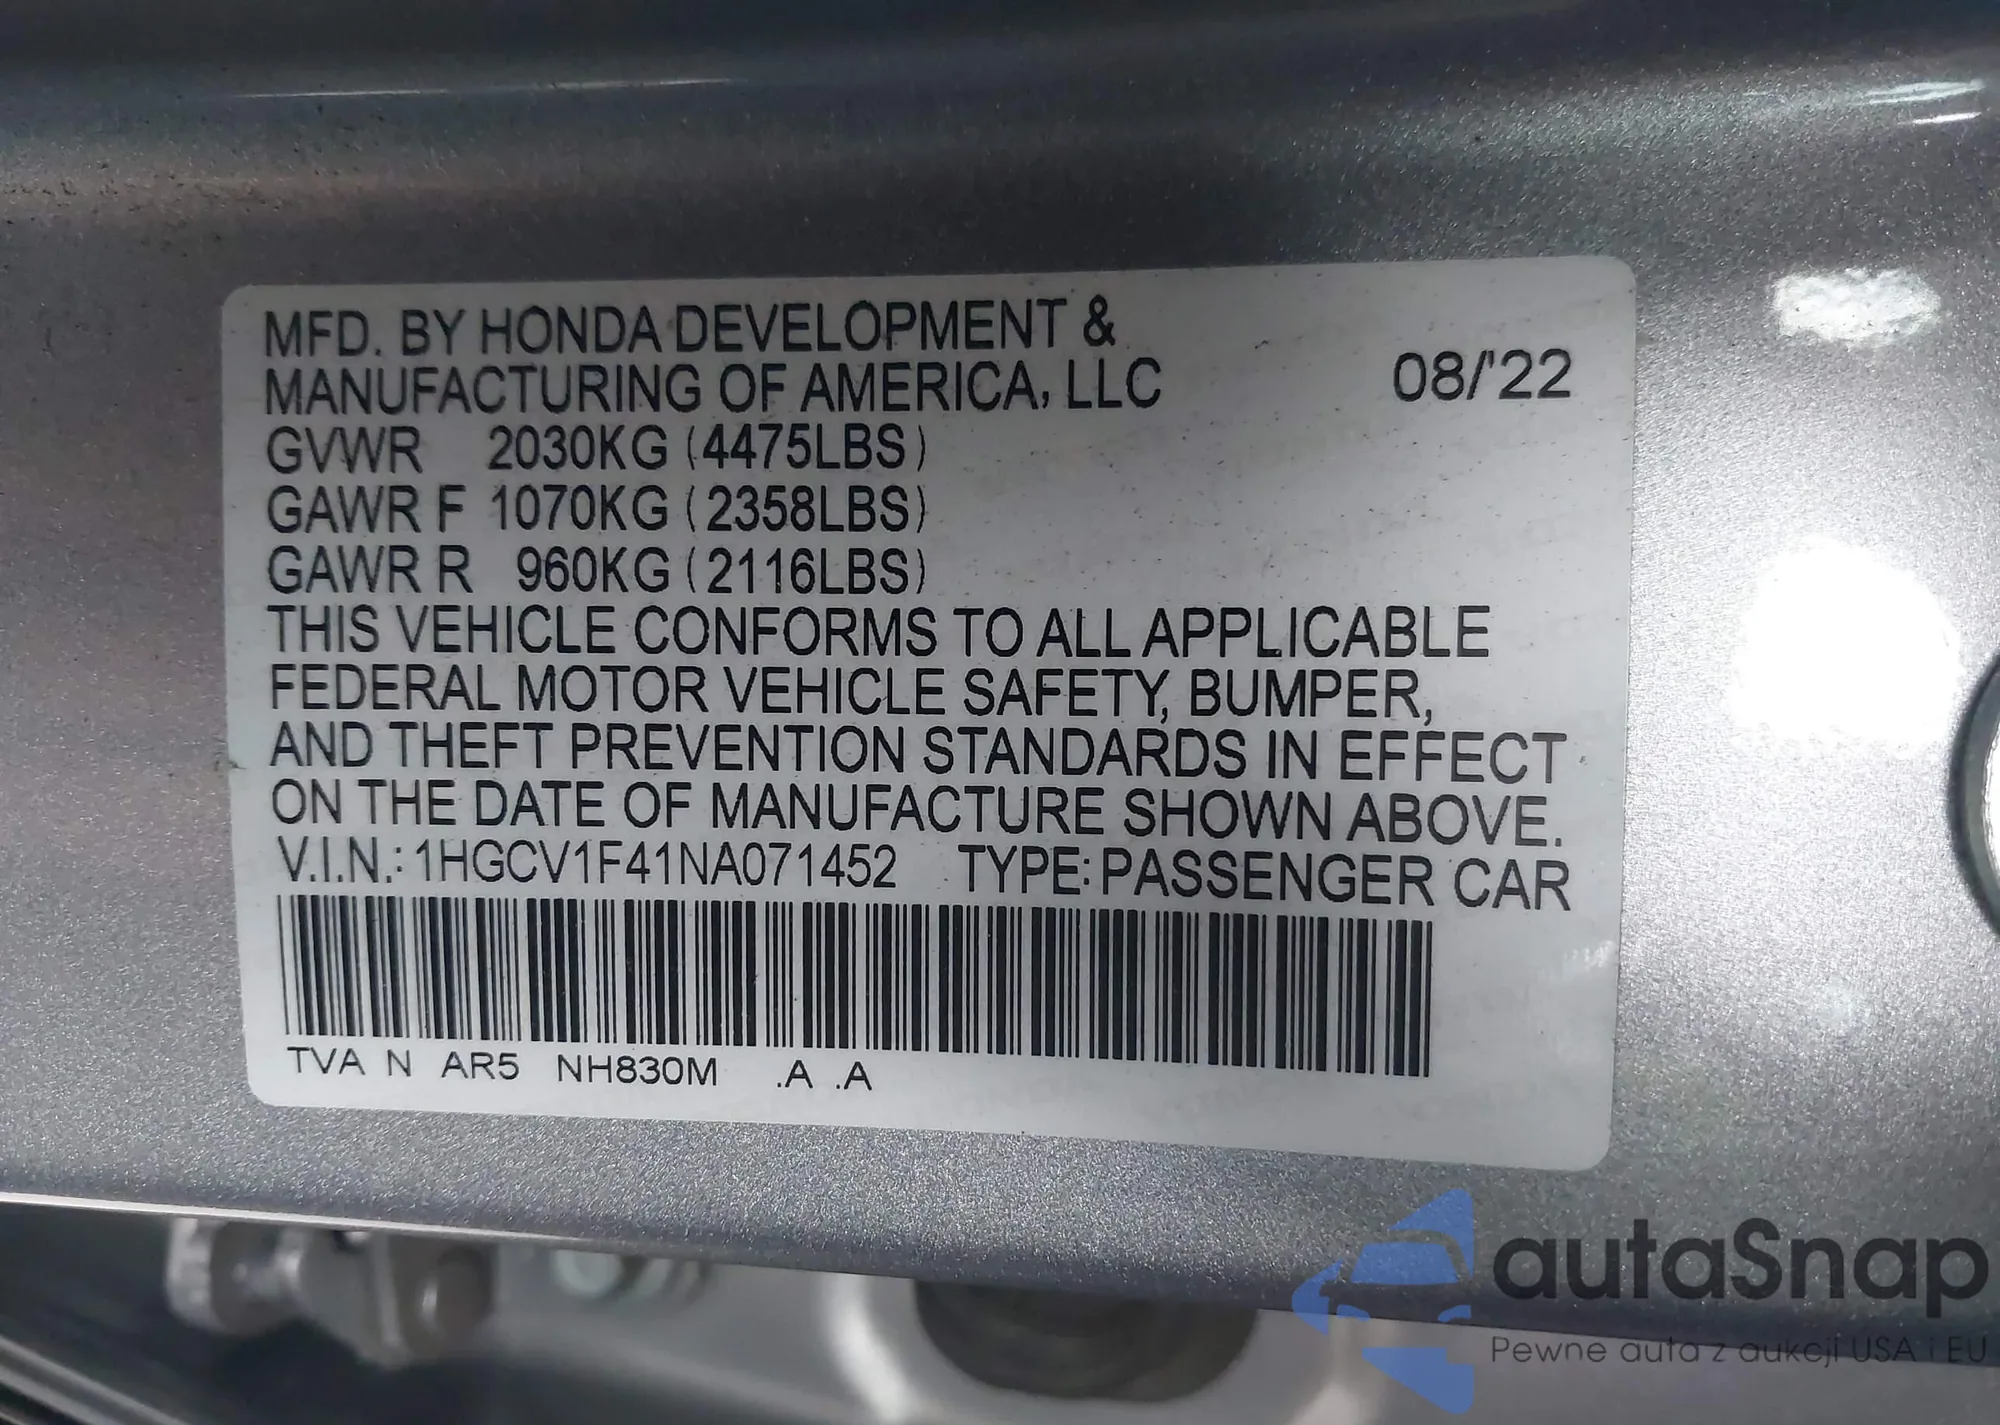 MFD. BY HONDA DEVELOPMENT &
MANUFACTURING OF AMERICA, LLC 08/'22
GVWR 2030KG (4475LBS)
GAWR F 1070KG (2358LBS)
GAWR R 960KG (2116LBS)
THIS VEHICLE CONFORMS TO ALL APPLICABLE
FEDERAL MOTOR VEHICLE SAFETY, BUMPER,
AND THEFT PREVENTION STANDARDS IN EFFECT
ON THE DATE OF MANUFACTURE SHOWN ABOVE.
V.I.N.: 1HGCV1F41NA071452 TYPE: PASSENGER CAR
TVA N AR5 NH830M .A .A
autaSnap
Pewne auta z aukcji USA i EU